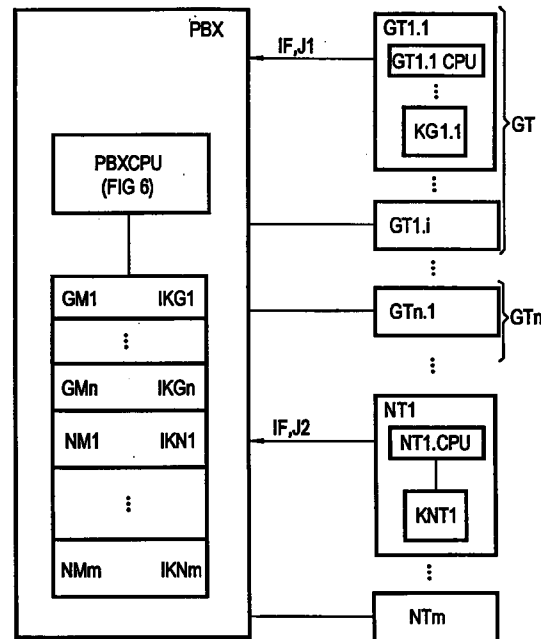 PBX
PBXCPU
(FIG 6)
GM1 IKG1
GMn IKGn
NM1 IKN1
NMm IKNm
IF,J1
GT1.1
GT1.1 CPU
KG1.1
GT
GT1.i
GTn.1
GTn
IF,J2
NT1
NT1.CPU
KNT1
NTm